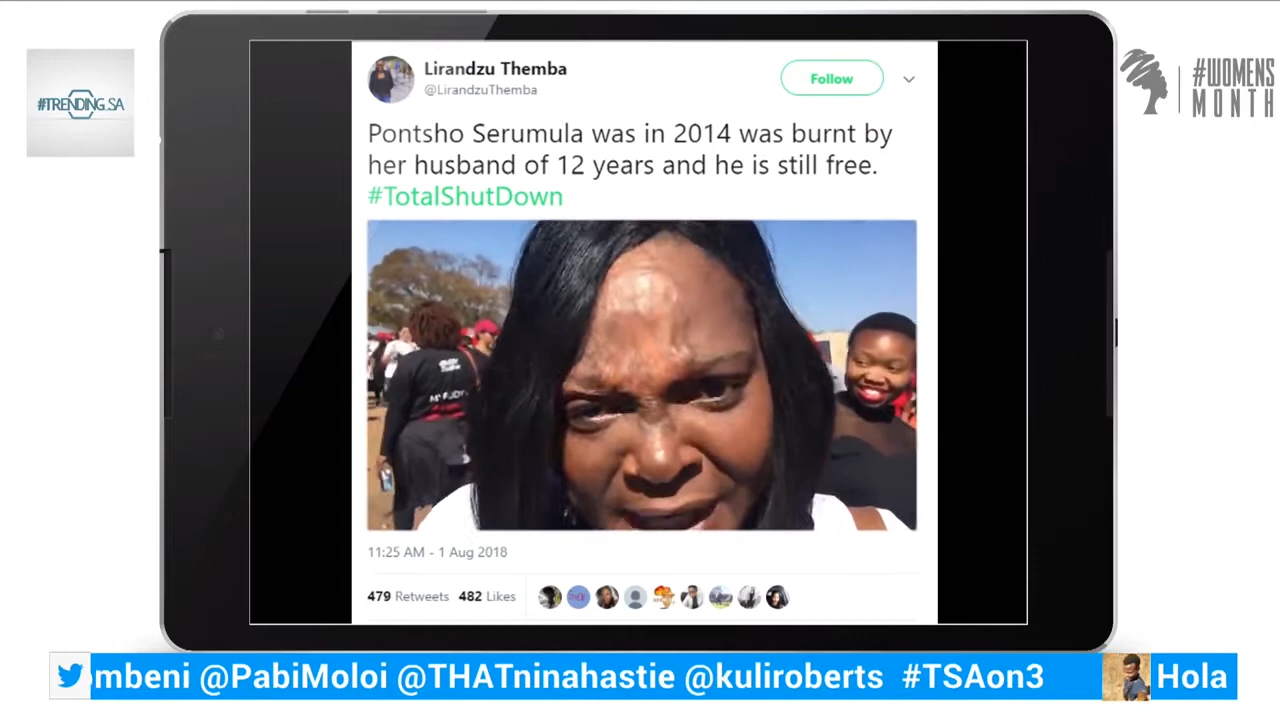 #TRENDING.SA
#WOMENS
MONTH
Lirandzu Themba
@LirandzuThemba
Follow
Pontsho Serumula was in 2014 was burnt by
her husband of 12 years and he is still free.
#TotalShutDown
11:25 AM - 1 Aug 2018
479 Retweets 482 Likes
mbeni @PabiMoloi @THATninahastie @kuliroberts #TSAon3 Hola